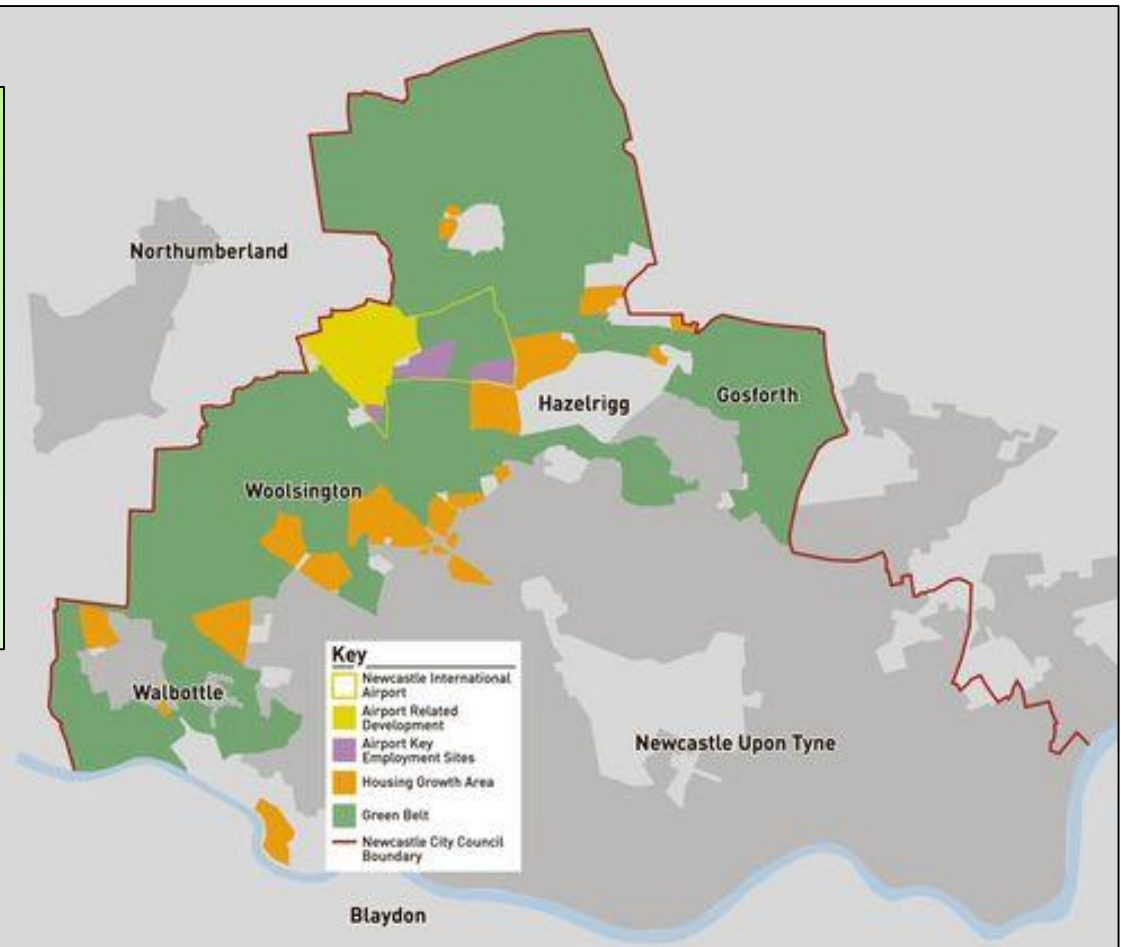 Northumberland
Hazelrigg
Gosforth
Woolsington
Walbottle
Newcastle Upon Tyne
Blaydon
Key
Newcastle International
Airport
Airport Related
Development
Airport Key
Employment Sites
Housing Growth Area
Green Belt
Newcastle City Council
Boundary